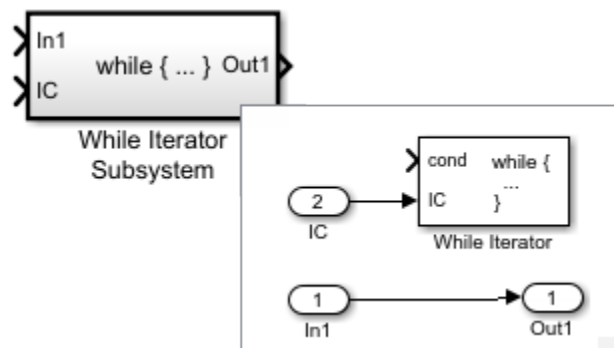 In1
while { ... } Out1
IC
While Iterator
Subsystem
cond while {
...
IC }
2
IC
While Iterator
1
In1
1
Out1